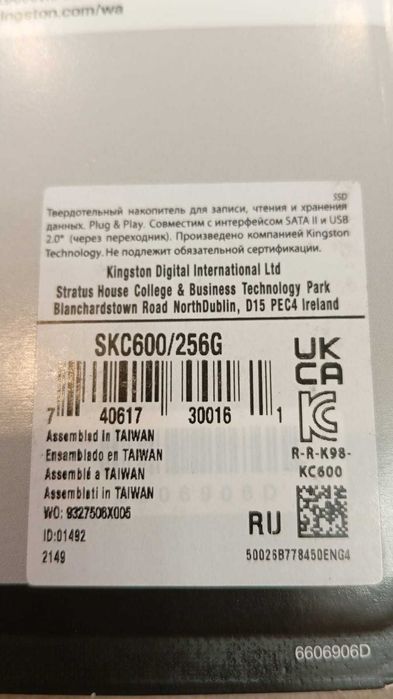 ingston.com/wa
SSD
Твердотельный накопитель для записи, чтения и хранения
данных. Plug & Play. Совместим с интерфейсом SATA II и USB
2.0* (через переходник). Произведено компанией Kingston
Technology. Не подлежит обязательной сертификации.
Kingston Digital International Ltd
Stratus House College & Business Technology Park
Blanchardstown Road NorthDublin, D15 PEC4 Ireland
SKC600/256G
UK
CA
7 40617 30016 1
R-R-K98-
KC600
Assembled in TAIWAN
Ensamblado en TAIWAN
Assemblé a TAIWAN
Assemblati in TAIWAN
WO: 9327506X005
ID:01492
2149
RU
50026B778450ENG4
6606906D